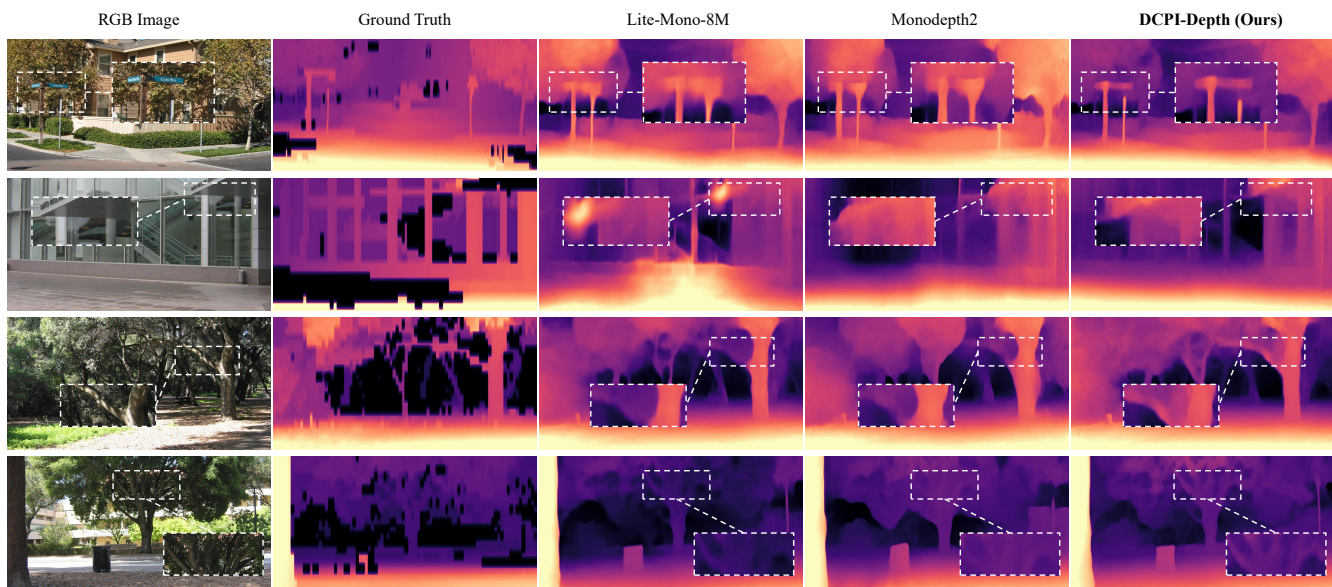 RGB Image
Ground Truth
Lite-Mono-8M
Monodepth2
DCPI-Depth (Ours)